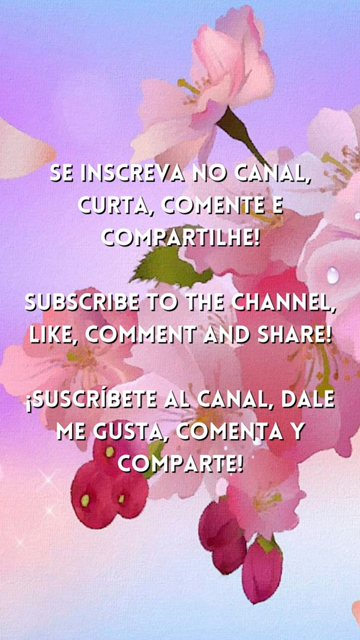 SE INSCREVA NO CANAL,
CURTA, COMENTE E
COMPARTILHE!
SUBSCRIBE TO THE CHANNEL,
LIKE, COMMENT AND SHARE!
¡SUSCRÍBETE AL CANAL, DALE
ME GUSTA, COMENTA Y
COMPARTE!